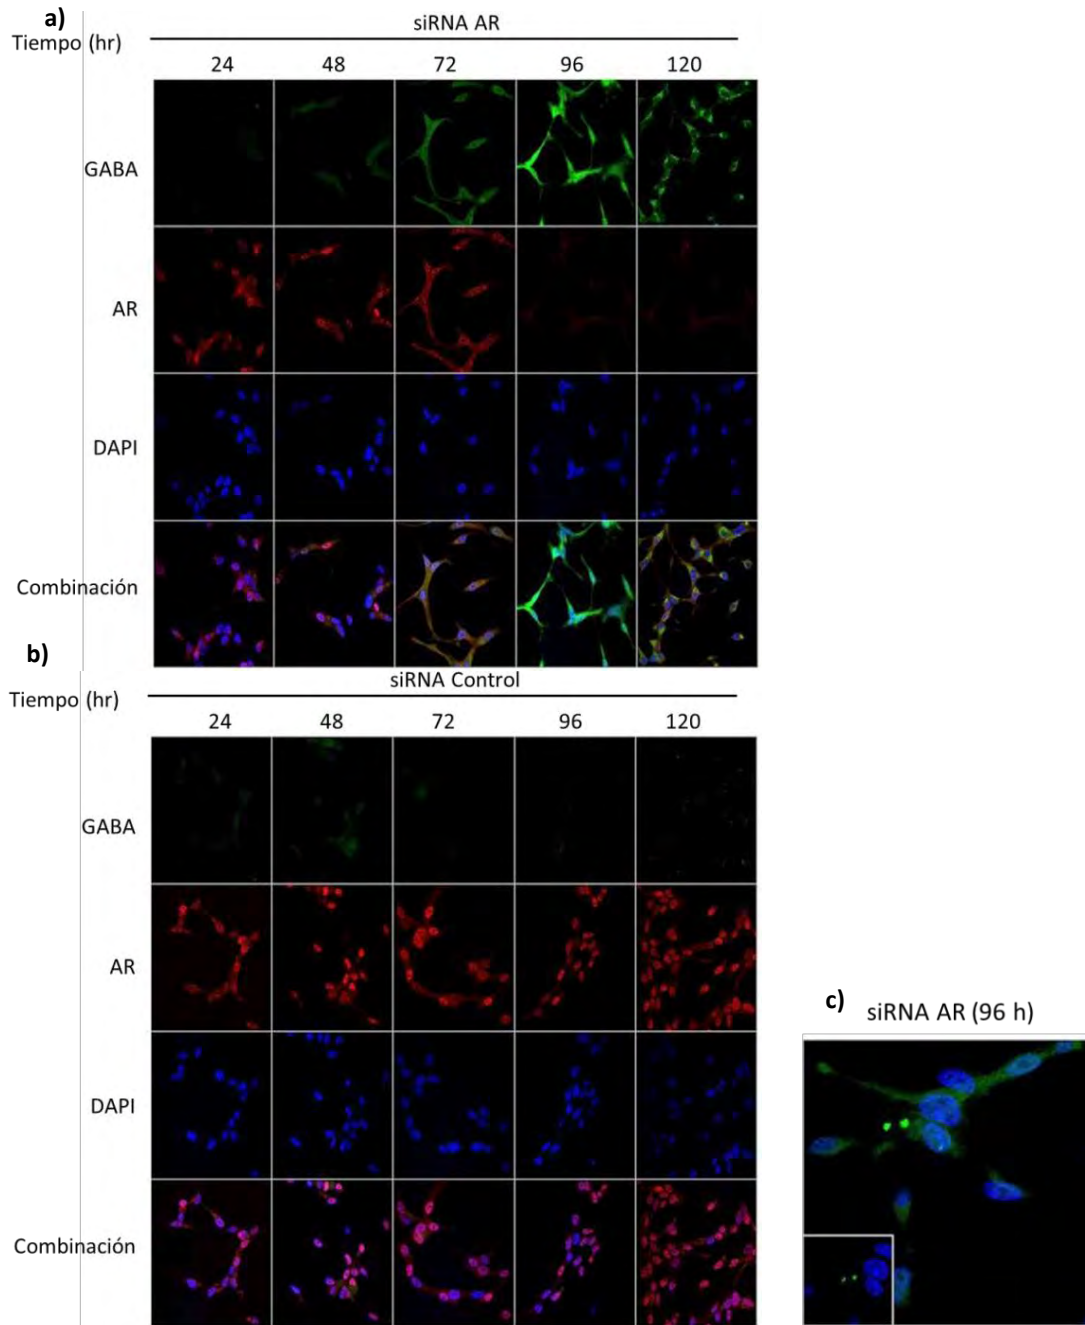 a)
siRNA AR
Tiempo (hr)
24 48 72 96 120
GABA
AR
DAPI
Combinación
b)
siRNA Control
Tiempo (hr)
24 48 72 96 120
GABA
AR
DAPI
Combinación
c)
siRNA AR (96 h)